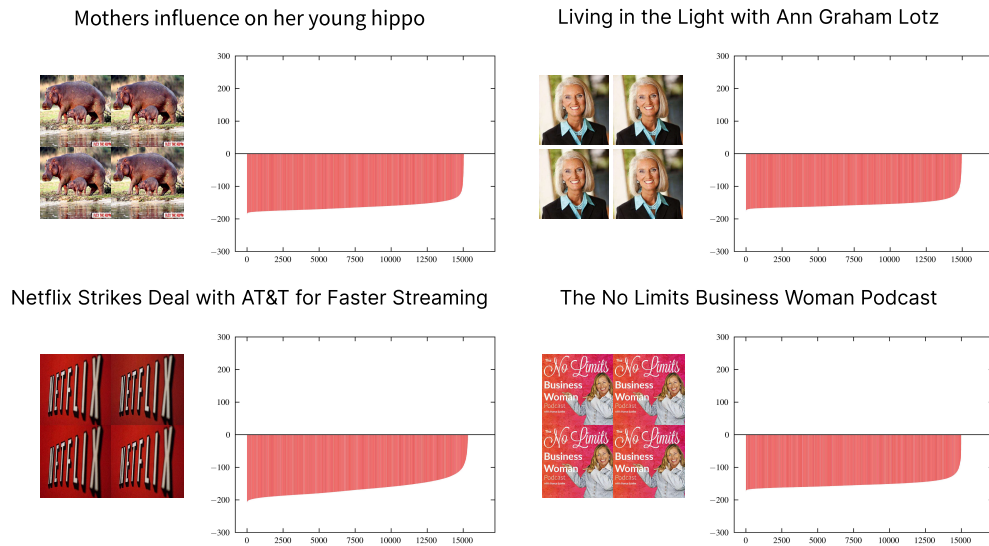 Mothers influence on her young hippo
Living in the Light with Ann Graham Lotz
300
200
100
0
−100
−200
−300
0 2500 5000 7500 10000 12500 15000
300
200
100
0
−100
−200
−300
0 2500 5000 7500 10000 12500 15000
Netflix Strikes Deal with AT&T for Faster Streaming
The No Limits Business Woman Podcast
NETFLIX NETFLIX
NETFLIX NETFLIX
300
200
100
0
−100
−200
−300
0 2500 5000 7500 10000 12500 15000
The No Limits The No Limits
Business Business
Woman Woman
Podcast Podcast
The No Limits The No Limits
Business Business
Woman Woman
Podcast Podcast
300
200
100
0
−100
−200
−300
0 2500 5000 7500 10000 12500 15000